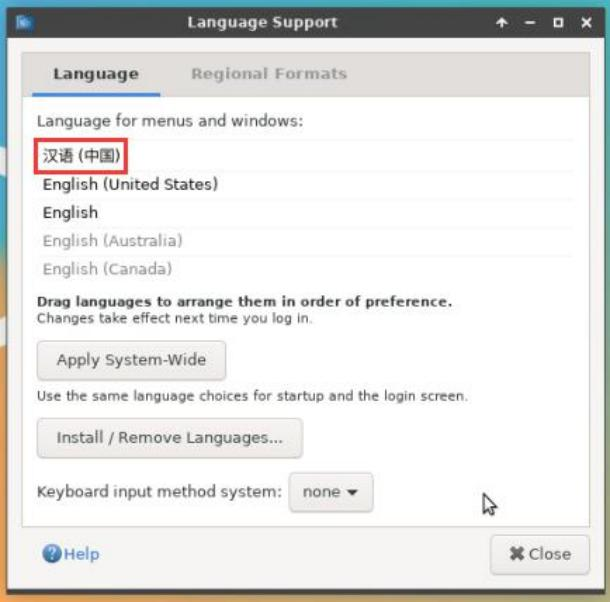 Language Support
Language Regional Formats
Language for menus and windows:
汉语 (中国)
English (United States)
English
English (Australia)
English (Canada)
Drag languages to arrange them in order of preference.
Changes take effect next time you log in.
Apply System-Wide
Use the same language choices for startup and the login screen.
Install / Remove Languages...
Keyboard input method system: none
Help Close